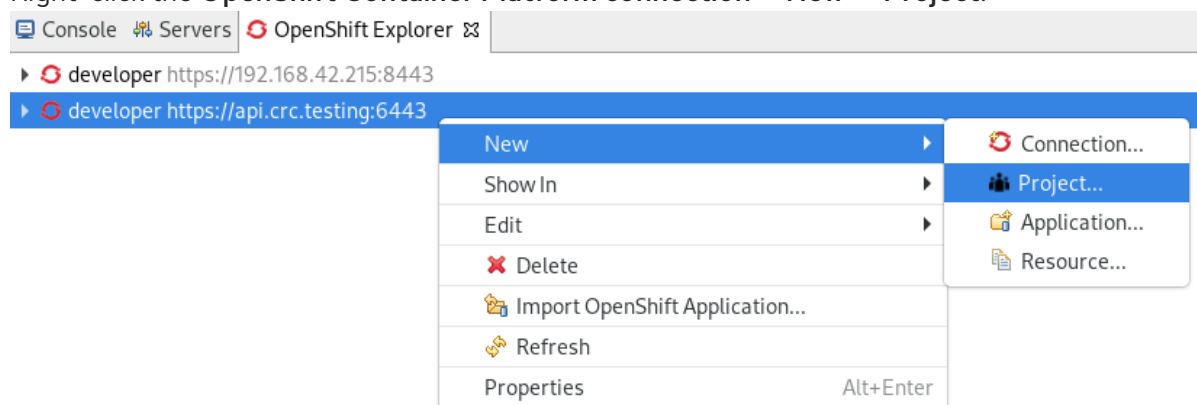 Console Servers OpenShift Explorer
developer https://192.168.42.215:8443
developer https://api.crc.testing:6443
New Connection...
Show In Project...
Edit Application...
Delete Resource...
Import OpenShift Application...
Refresh
Properties Alt+Enter